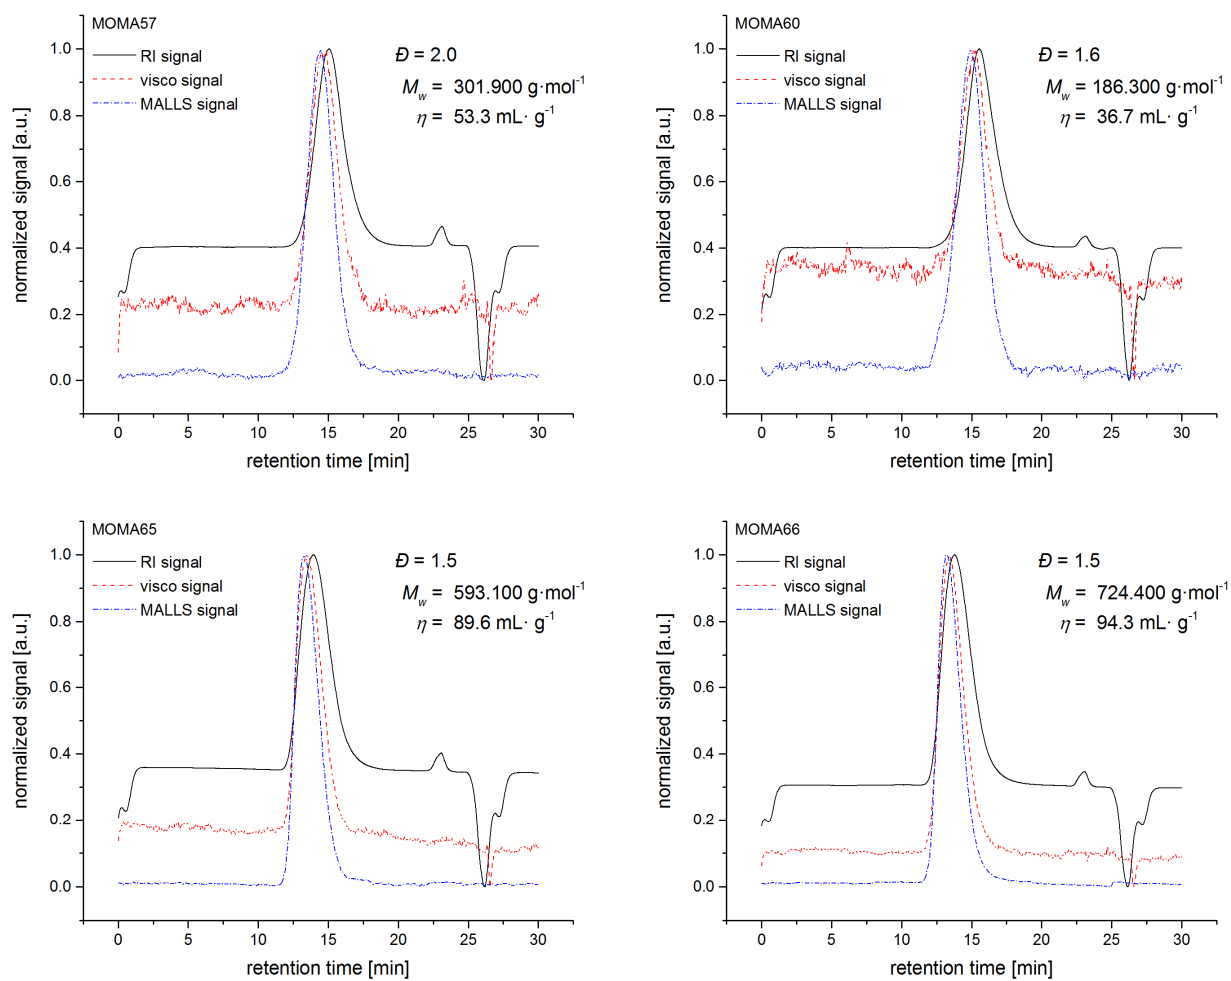 MOMA57
RI signal
visco signal
MALLS signal
Đ = 2.0
Mw = 301.900 g·mol⁻¹
η = 53.3 mL· g⁻¹
1.0
0.8
0.6
0.4
0.2
0.0
normalized signal [a.u.]
0 5 10 15 20 25 30
retention time [min]
MOMA60
RI signal
visco signal
MALLS signal
Đ = 1.6
Mw = 186.300 g·mol⁻¹
η = 36.7 mL· g⁻¹
1.0
0.8
0.6
0.4
0.2
0.0
normalized signal [a.u.]
0 5 10 15 20 25 30
retention time [min]
MOMA65
RI signal
visco signal
MALLS signal
Đ = 1.5
Mw = 593.100 g·mol⁻¹
η = 89.6 mL· g⁻¹
1.0
0.8
0.6
0.4
0.2
0.0
normalized signal [a.u.]
0 5 10 15 20 25 30
retention time [min]
MOMA66
RI signal
visco signal
MALLS signal
Đ = 1.5
Mw = 724.400 g·mol⁻¹
η = 94.3 mL· g⁻¹
1.0
0.8
0.6
0.4
0.2
0.0
normalized signal [a.u.]
0 5 10 15 20 25 30
retention time [min]